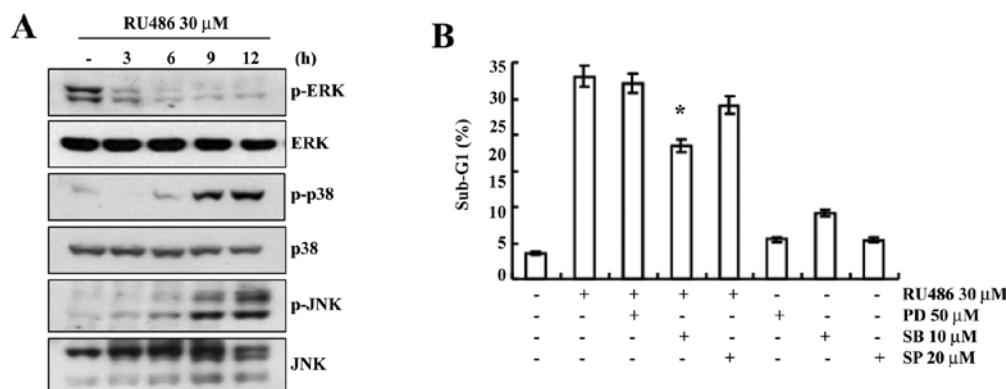 A
RU486 30 μM
- 3 6 9 12 (h)
p-ERK
ERK
p-p38
p38
p-JNK
JNK
B
Sub-G1 (%)
35
30
25
20
15
10
5
0
*
- + + + + - - - RU486 30 μM
- - + - - + - - PD 50 μM
- - - + - - + - SB 10 μM
- - - - + - - + SP 20 μM